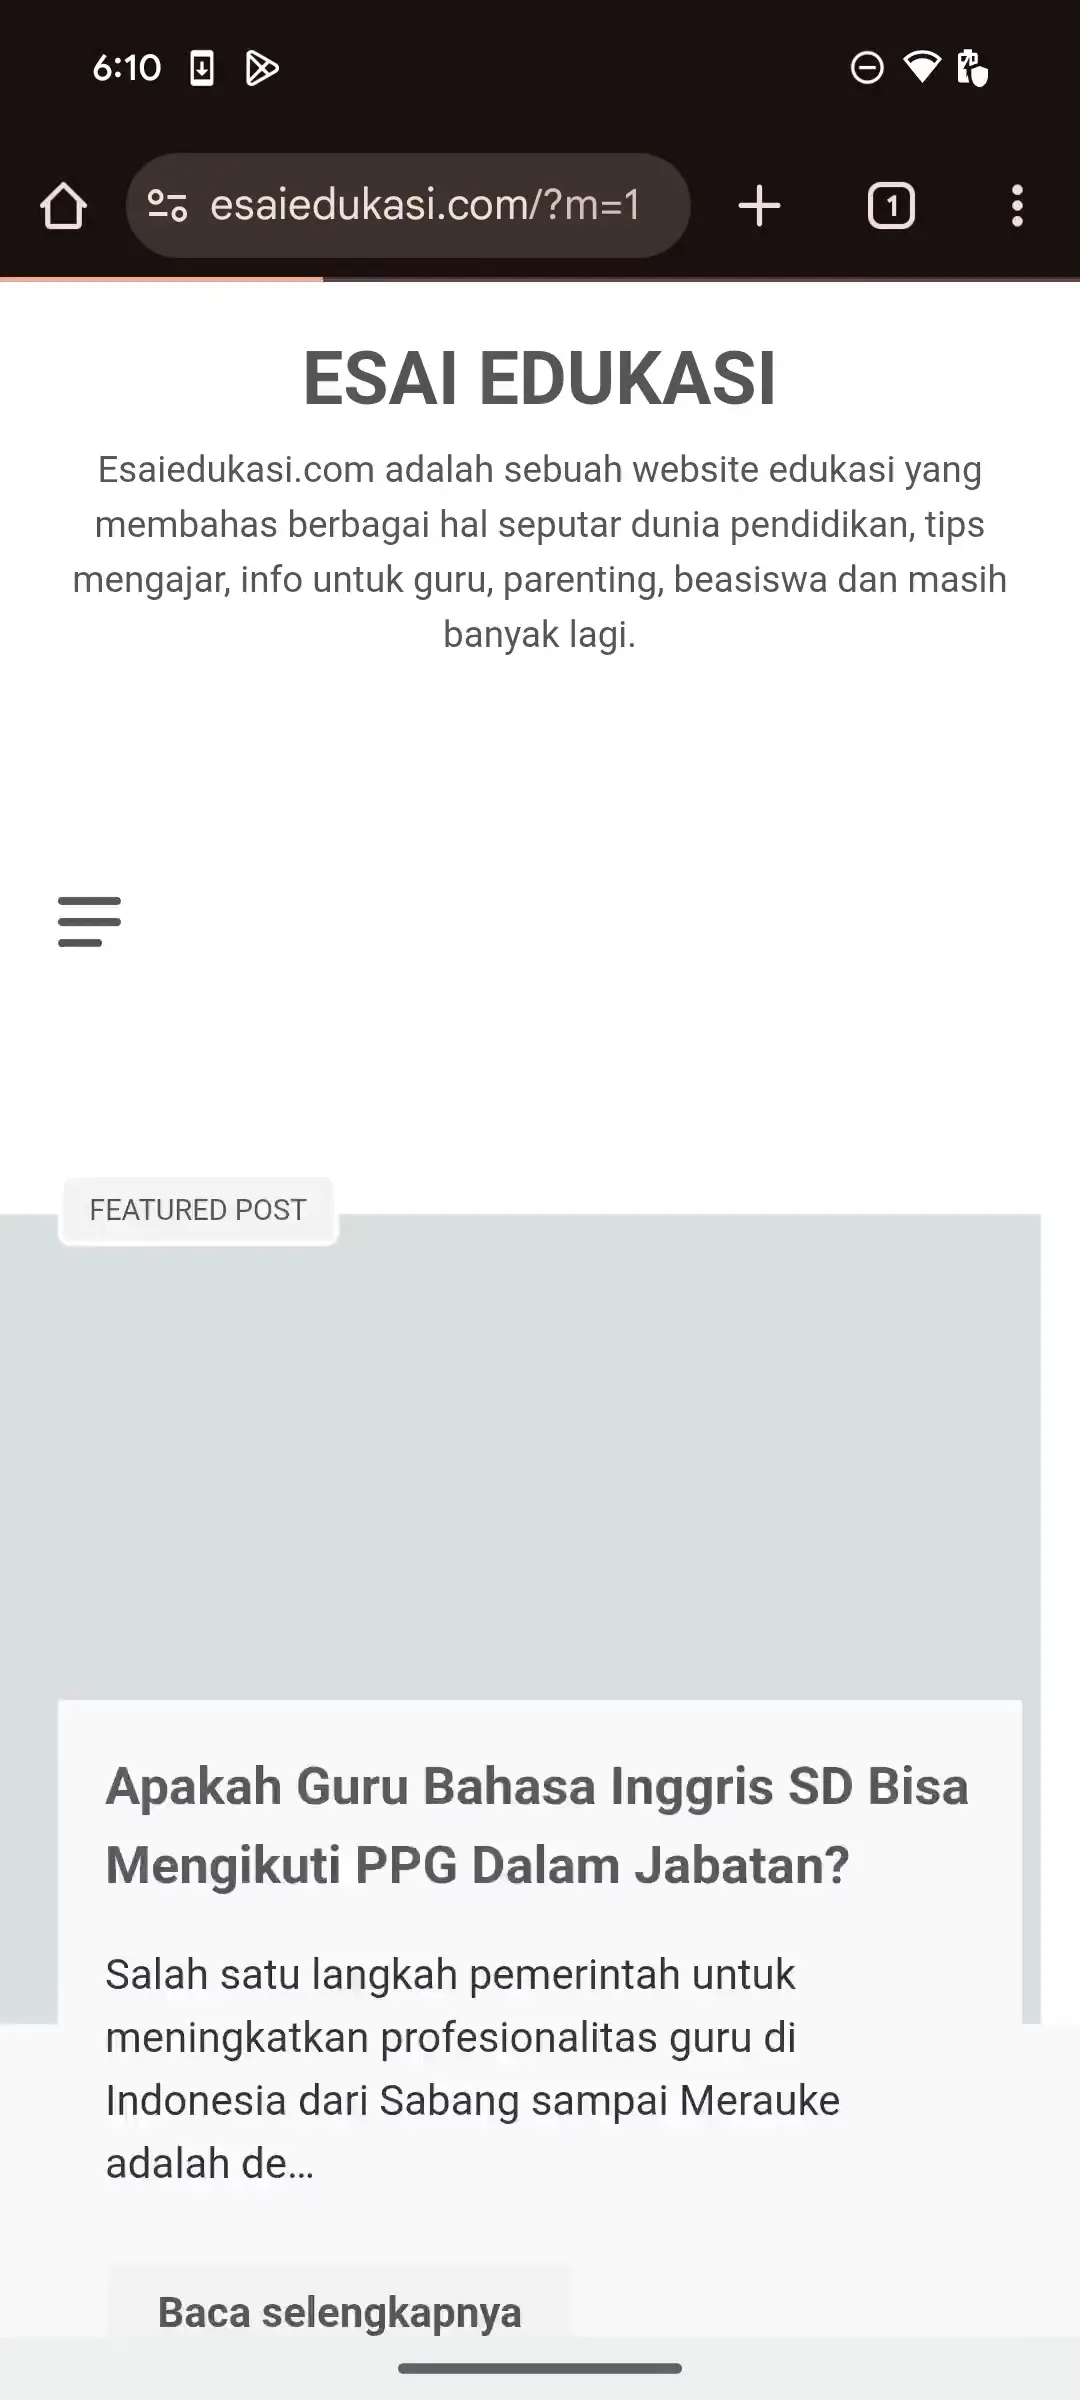 6:10
esaiedukasi.com/?m=1
1
ESAI EDUKASI
Esaiedukasi.com adalah sebuah website edukasi yang
membahas berbagai hal seputar dunia pendidikan, tips
mengajar, info untuk guru, parenting, beasiswa dan masih
banyak lagi.
FEATURED POST
Apakah Guru Bahasa Inggris SD Bisa
Mengikuti PPG Dalam Jabatan?
Salah satu langkah pemerintah untuk
meningkatkan profesionalitas guru di
Indonesia dari Sabang sampai Merauke
adalah de...
Baca selengkapnya